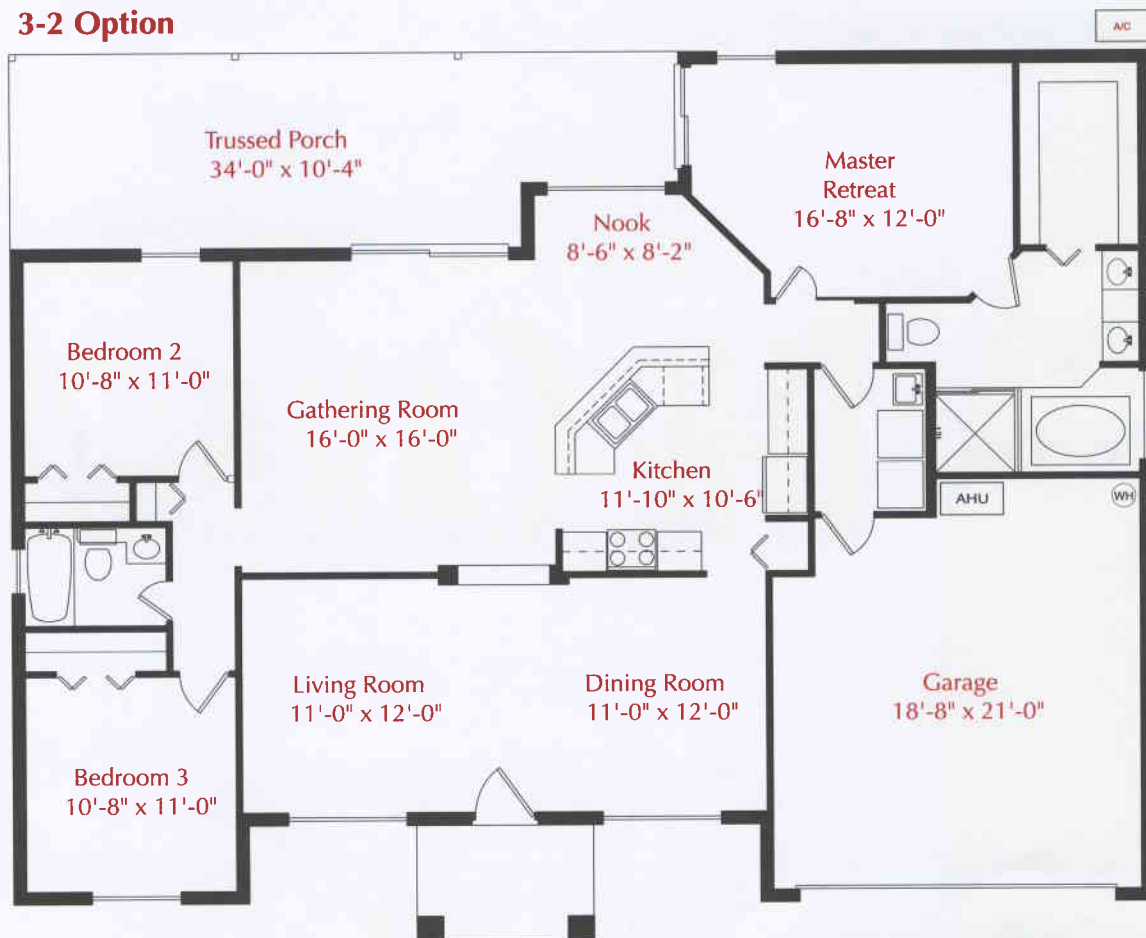 3-2 Option
A/C
Trussed Porch
34'-0" x 10'-4"
Master
Retreat
16'-8" x 12'-0"
Nook
8'-6" x 8'-2"
Bedroom 2
10'-8" x 11'-0"
Gathering Room
16'-0" x 16'-0"
Kitchen
11'-10" x 10'-6"
AHU
WH
Living Room
11'-0" x 12'-0"
Dining Room
11'-0" x 12'-0"
Garage
18'-8" x 21'-0"
Bedroom 3
10'-8" x 11'-0"